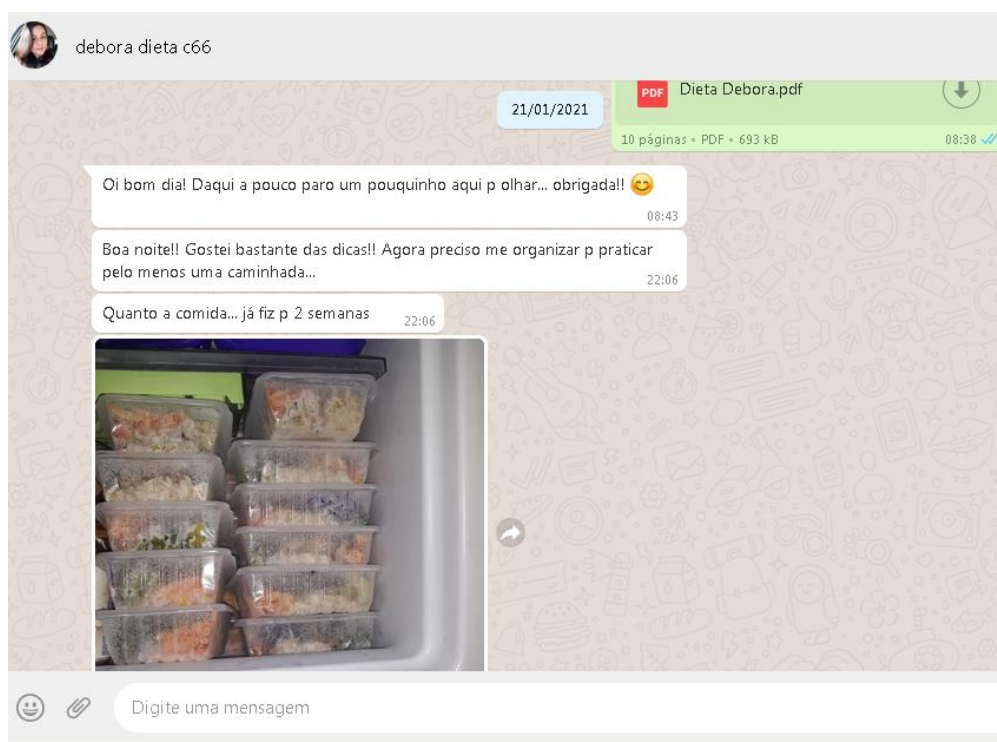 debora dieta c66
PDF Dieta Debora.pdf
21/01/2021
10 páginas • PDF • 693 kB 08:38
Oi bom dia! Daqui a pouco paro um pouquinho aqui p olhar... obrigada!! 😊
08:43
Boa noite!! Gostei bastante das dicas!! Agora preciso me organizar p praticar
pelo menos uma caminhada...
22:06
Quanto a comida... já fiz p 2 semanas 22:06
Digite uma mensagem